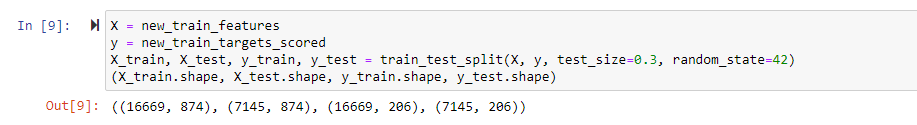 In [9]:
X = new_train_features
y = new_train_targets_scored
X_train, X_test, y_train, y_test = train_test_split(X, y, test_size=0.3, random_state=42)
(X_train.shape, X_test.shape, y_train.shape, y_test.shape)
Out[9]: ((16669, 874), (7145, 874), (16669, 206), (7145, 206))